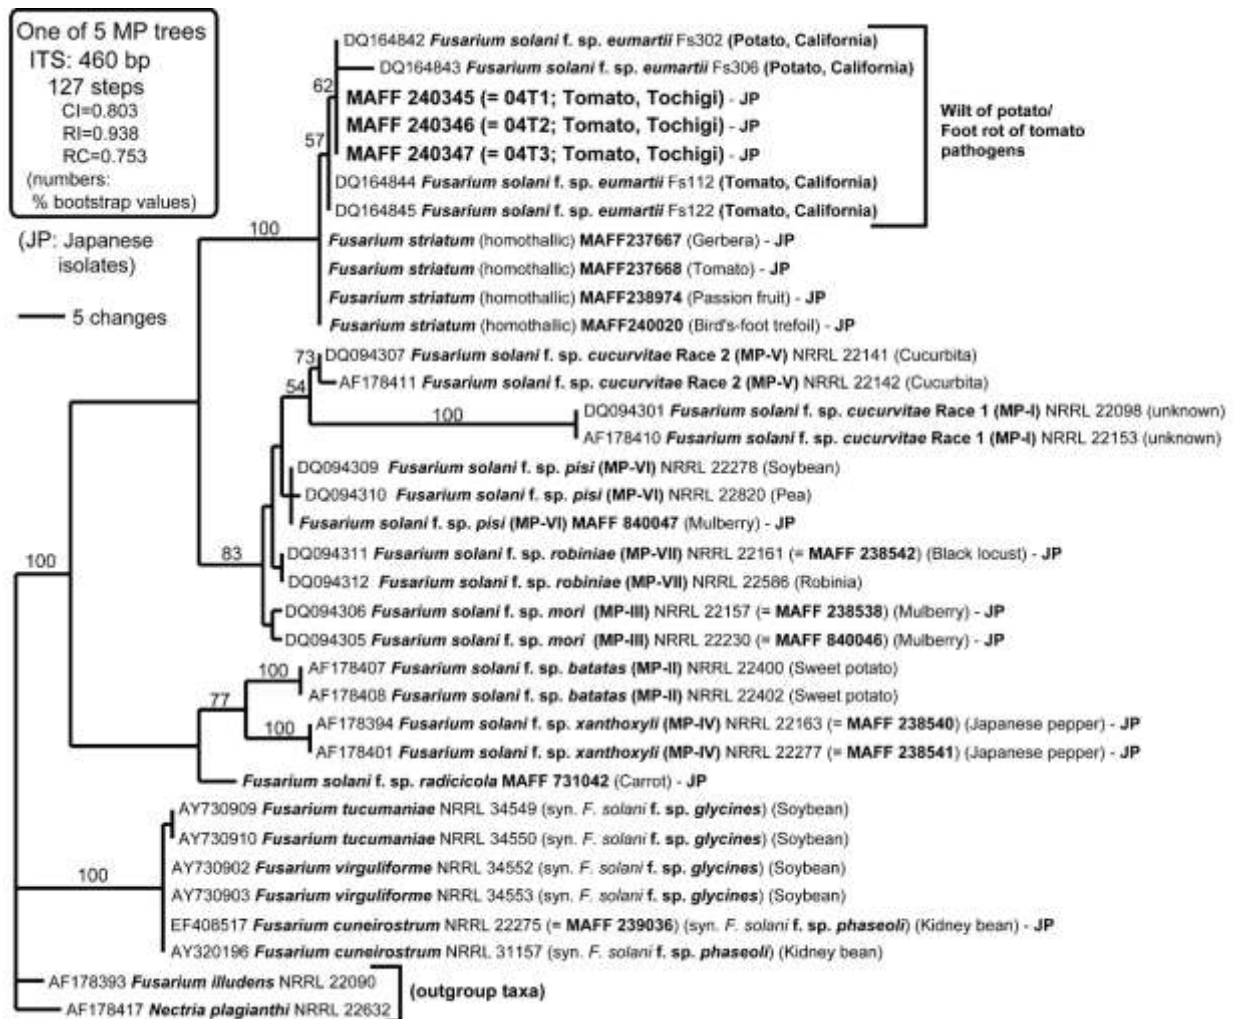 One of 5 MP trees
ITS: 460 bp
127 steps
CI=0.803
RI=0.938
RC=0.753
(numbers:
% bootstrap values)
(JP: Japanese
isolates)
5 changes
DQ164842 Fusarium solani f. sp. eumartii Fs302 (Potato, California)
DQ164843 Fusarium solani f. sp. eumartii Fs306 (Potato, California)
62
MAFF 240345 (= 04T1; Tomato, Tochigi) - JP
MAFF 240346 (= 04T2; Tomato, Tochigi) - JP
57
MAFF 240347 (= 04T3; Tomato, Tochigi) - JP
DQ164844 Fusarium solani f. sp. eumartii Fs112 (Tomato, California)
DQ164845 Fusarium solani f. sp. eumartii Fs122 (Tomato, California)
Wilt of potato/
Foot rot of tomato
pathogens
100
Fusarium striatum (homothallic) MAFF237667 (Gerbera) - JP
Fusarium striatum (homothallic) MAFF237668 (Tomato) - JP
Fusarium striatum (homothallic) MAFF238974 (Passion fruit) - JP
Fusarium striatum (homothallic) MAFF240020 (Bird's-foot trefoil) - JP
73
DQ094307 Fusarium solani f. sp. cucurvitae Race 2 (MP-V) NRRL 22141 (Cucurbita)
54
AF178411 Fusarium solani f. sp. cucurvitae Race 2 (MP-V) NRRL 22142 (Cucurbita)
100
DQ094301 Fusarium solani f. sp. cucurvitae Race 1 (MP-I) NRRL 22098 (unknown)
AF178410 Fusarium solani f. sp. cucurvitae Race 1 (MP-I) NRRL 22153 (unknown)
DQ094309 Fusarium solani f. sp. pisi (MP-VI) NRRL 22278 (Soybean)
DQ094310 Fusarium solani f. sp. pisi (MP-VI) NRRL 22820 (Pea)
Fusarium solani f. sp. pisi (MP-VI) MAFF 840047 (Mulberry) - JP
83
DQ094311 Fusarium solani f. sp. robiniae (MP-VII) NRRL 22161 (= MAFF 238542) (Black locust) - JP
DQ094312 Fusarium solani f. sp. robiniae (MP-VII) NRRL 22586 (Robinia)
100
DQ094306 Fusarium solani f. sp. mori (MP-III) NRRL 22157 (= MAFF 238538) (Mulberry) - JP
DQ094305 Fusarium solani f. sp. mori (MP-III) NRRL 22230 (= MAFF 840046) (Mulberry) - JP
100
AF178407 Fusarium solani f. sp. batatas (MP-II) NRRL 22400 (Sweet potato)
AF178408 Fusarium solani f. sp. batatas (MP-II) NRRL 22402 (Sweet potato)
77
100
AF178394 Fusarium solani f. sp. xanthoxyli (MP-IV) NRRL 22163 (= MAFF 238540) (Japanese pepper) - JP
AF178401 Fusarium solani f. sp. xanthoxyli (MP-IV) NRRL 22277 (= MAFF 238541) (Japanese pepper) - JP
Fusarium solani f. sp. radicicola MAFF 731042 (Carrot) - JP
AY730909 Fusarium tucumaniae NRRL 34549 (syn. F. solani f. sp. glycines) (Soybean)
AY730910 Fusarium tucumaniae NRRL 34550 (syn. F. solani f. sp. glycines) (Soybean)
100
AY730902 Fusarium virguliforme NRRL 34552 (syn. F. solani f. sp. glycines) (Soybean)
AY730903 Fusarium virguliforme NRRL 34553 (syn. F. solani f. sp. glycines) (Soybean)
EF408517 Fusarium cuneirostrum NRRL 22275 (= MAFF 239036) (syn. F. solani f. sp. phaseoli) (Kidney bean) - JP
AY320196 Fusarium cuneirostrum NRRL 31157 (syn. F. solani f. sp. phaseoli) (Kidney bean)
AF178393 Fusarium illudens NRRL 22090
AF178417 Nectria plagianthi NRRL 22632
(outgroup taxa)